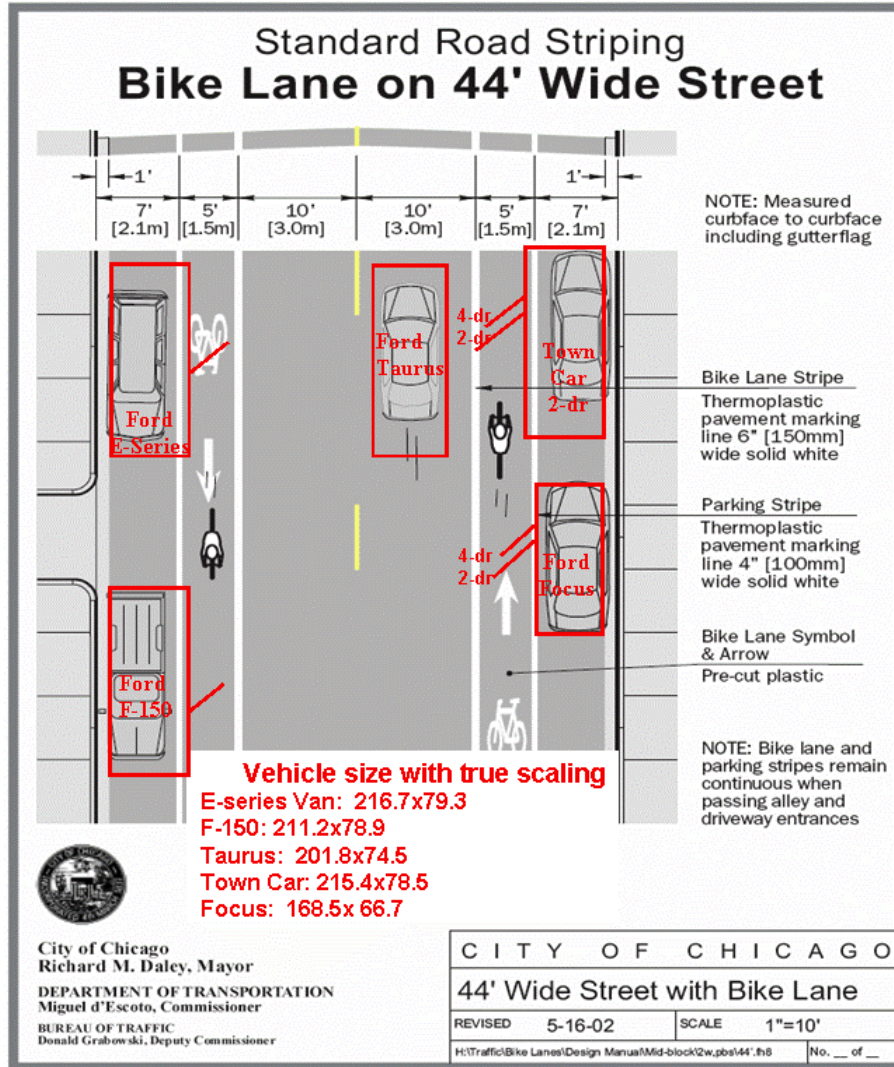 Standard Road Striping
Bike Lane on 44' Wide Street
1'
1'
7'
5'
10'
10'
5'
7'
[2.1m]
[1.5m]
[3.0m]
[3.0m]
[1.5m]
[2.1m]
NOTE: Measured
curbface to curbface
including gutterflag
4-dr
2-dr
Ford
Taurus
Town
Car
2-dr
Ford
E-Series
Bike Lane Stripe
Thermoplastic
pavement marking
line 6" [150mm]
wide solid white
Parking Stripe
Thermoplastic
pavement marking
line 4" [100mm]
wide solid white
4-dr
2-dr
Ford
Focus
Ford
F-150
Bike Lane Symbol
& Arrow
Pre-cut plastic
NOTE: Bike lane and
parking stripes remain
continuous when
passing alley and
driveway entrances
Vehicle size with true scaling
E-series Van: 216.7x79.3
F-150: 211.2x78.9
Taurus: 201.8x74.5
Town Car: 215.4x78.5
Focus: 168.5x 66.7
City of Chicago
Richard M. Daley, Mayor
DEPARTMENT OF TRANSPORTATION
Miguel d'Escoto, Commissioner
BUREAU OF TRAFFIC
Donald Grabowski, Deputy Commissioner
CITY OF CHICAGO
44' Wide Street with Bike Lane
REVISED 5-16-02 SCALE 1"=10'
H:\Traffic\Bike Lanes\Design Manual\Mid-block\2w,pbs\44'.fh8 No. __ of __